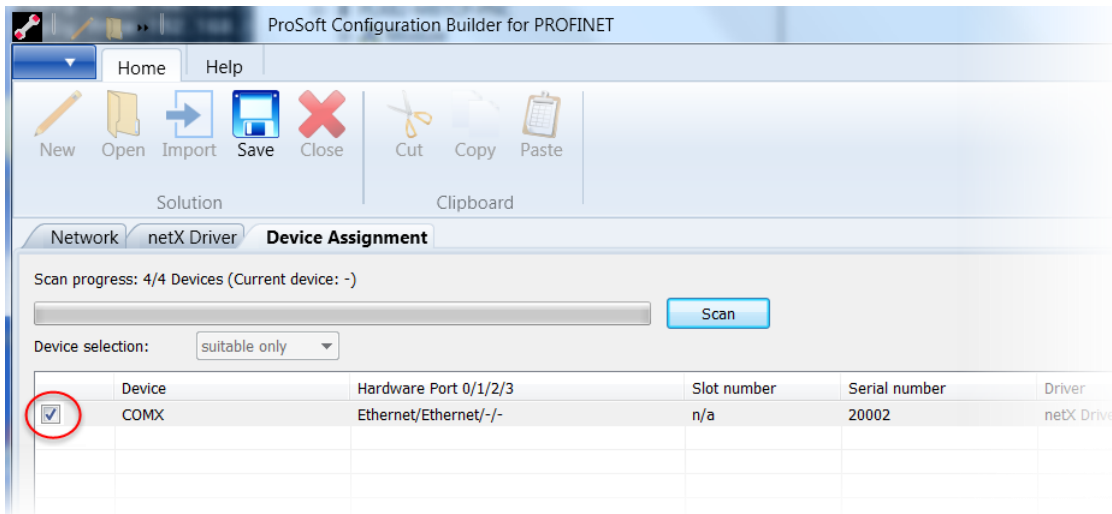 ProSoft Configuration Builder for PROFINET
Home Help
New Open Import Save Close Cut Copy Paste
Solution Clipboard
Network netX Driver Device Assignment
Scan progress: 4/4 Devices (Current device: -)
Scan
Device selection: suitable only
Device Hardware Port 0/1/2/3 Slot number Serial number Driver
COMX Ethernet/Ethernet/-/- n/a 20002 netX Drive